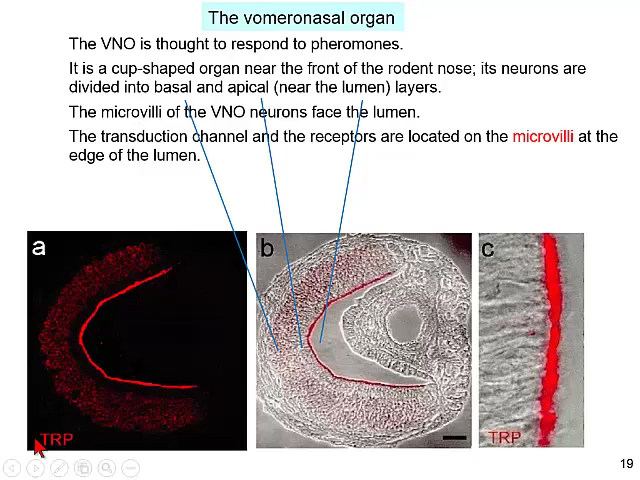 The vomeronasal organ
The VNO is thought to respond to pheromones.
It is a cup-shaped organ near the front of the rodent nose; its neurons are
divided into basal and apical (near the lumen) layers.
The microvilli of the VNO neurons face the lumen.
The transduction channel and the receptors are located on the microvilli at the
edge of the lumen.
a
b
c
TRP
TRP
19